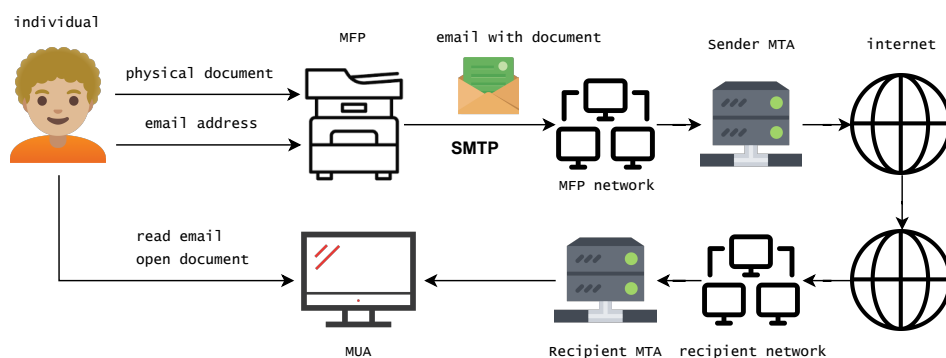 individual
MFP
email with document
Sender MTA
internet
physical document
email address
SMTP
MFP network
read email
open document
MUA
Recipient MTA
recipient network